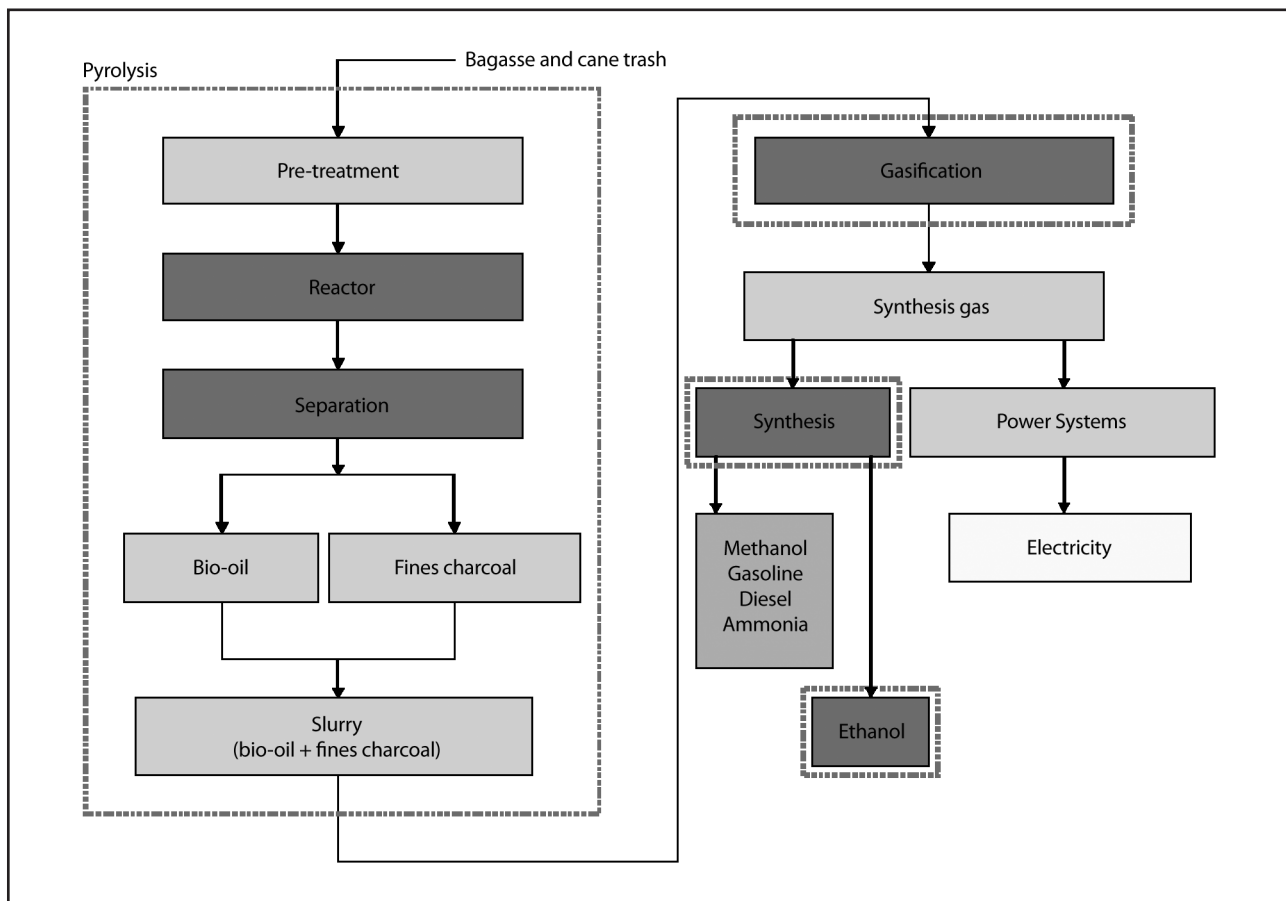 Bagasse and cane trash
Pyrolysis
Pre-treatment
Reactor
Separation
Bio-oil
Fines charcoal
Slurry
(bio-oil + fines charcoal)
Gasification
Synthesis gas
Synthesis
Power Systems
Methanol
Gasoline
Diesel
Ammonia
Electricity
Ethanol